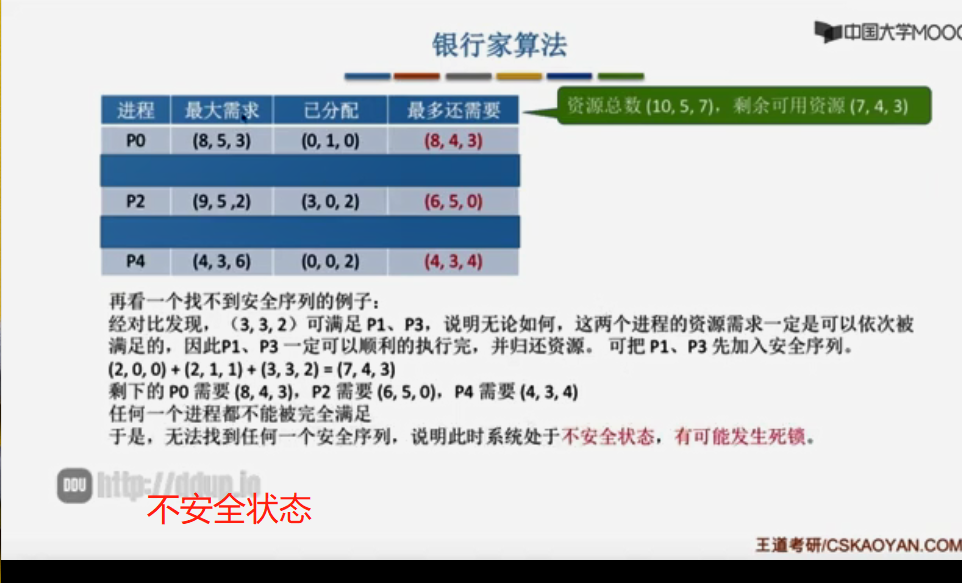 中国大学MOOC
银行家算法
资源总数 (10, 5, 7)，剩余可用资源 (7, 4, 3)
进程 最大需求 已分配 最多还需要
P0 (8, 5, 3) (0, 1, 0) (8, 4, 3)
P2 (9, 5 ,2) (3, 0, 2) (6, 5, 0)
P4 (4, 3, 6) (0, 0, 2) (4, 3, 4)
再看一个找不到安全序列的例子：
经对比发现，（3, 3, 2）可满足 P1、P3，说明无论如何，这两个进程的资源需求一定是可以依次被
满足的，因此P1、P3 一定可以顺利的执行完，并归还资源。 可把 P1、P3 先加入安全序列。
(2, 0, 0) + (2, 1, 1) + (3, 3, 2) = (7, 4, 3)
剩下的 P0 需要 (8, 4, 3)，P2 需要 (6, 5, 0)，P4 需要 (4, 3, 4)
任何一个进程都不能被完全满足
于是，无法找到任何一个安全序列，说明此时系统处于不安全状态，有可能发生死锁。
DDU http://ddup.io
不安全状态
王道考研/CSKAOYAN.COM